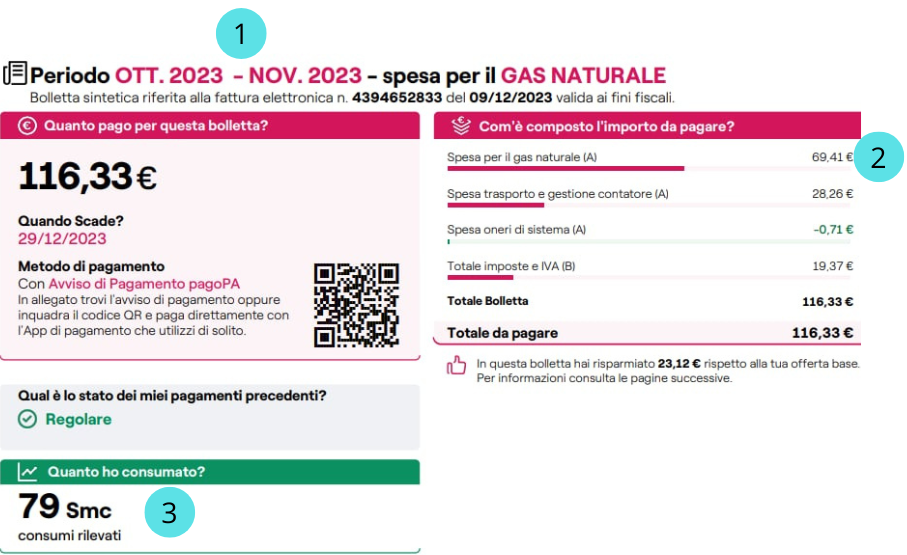 1
Periodo OTT. 2023 - NOV. 2023 - spesa per il GAS NATURALE
Bolletta sintetica riferita alla fattura elettronica n. 4394652833 del 09/12/2023 valida ai fini fiscali.
Quanto pago per questa bolletta?
116,33 €
Quando Scade?
29/12/2023
Metodo di pagamento
Con Avviso di Pagamento pagoPA
In allegato trovi l'avviso di pagamento oppure
inquadra il codice QR e paga direttamente con
l'App di pagamento che utilizzi di solito.
Com'è composto l'importo da pagare?
Spesa per il gas naturale (A) 69,41 €
2
Spesa trasporto e gestione contatore (A) 28,26 €
Spesa oneri di sistema (A) -0,71 €
Totale imposte e IVA (B) 19,37 €
Totale Bolletta 116,33 €
Totale da pagare 116,33 €
In questa bolletta hai risparmiato 23,12 € rispetto alla tua offerta base.
Per informazioni consulta le pagine successive.
Qual è lo stato dei miei pagamenti precedenti?
Regolare
Quanto ho consumato?
79 Smc
3
consumi rilevati